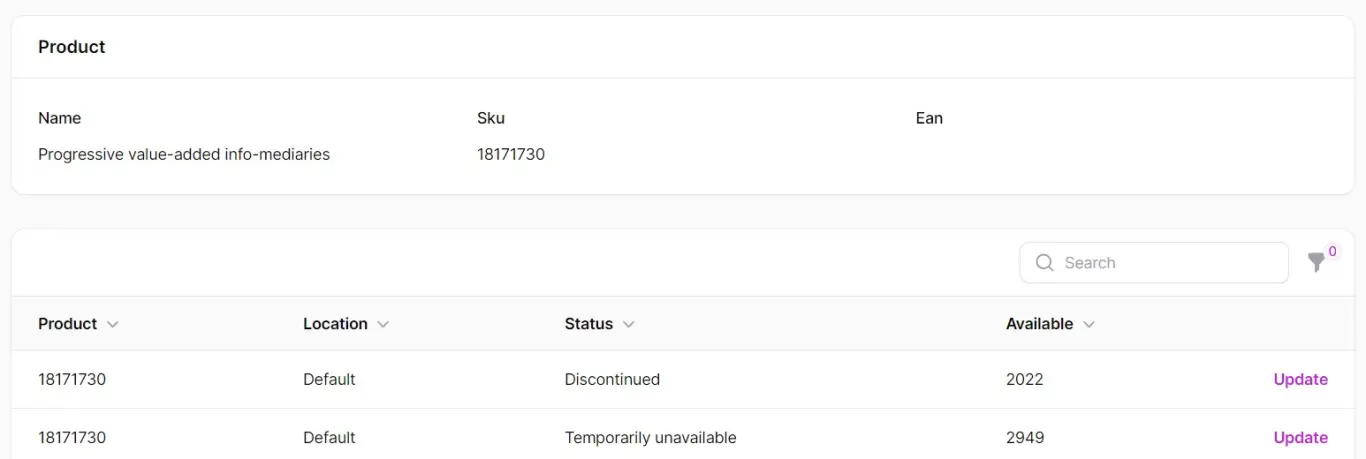 Product
Name Sku Ean
Progressive value-added info-mediaries 18171730
Search 0
Product Location Status Available
18171730 Default Discontinued 2022 Update
18171730 Default Temporarily unavailable 2949 Update